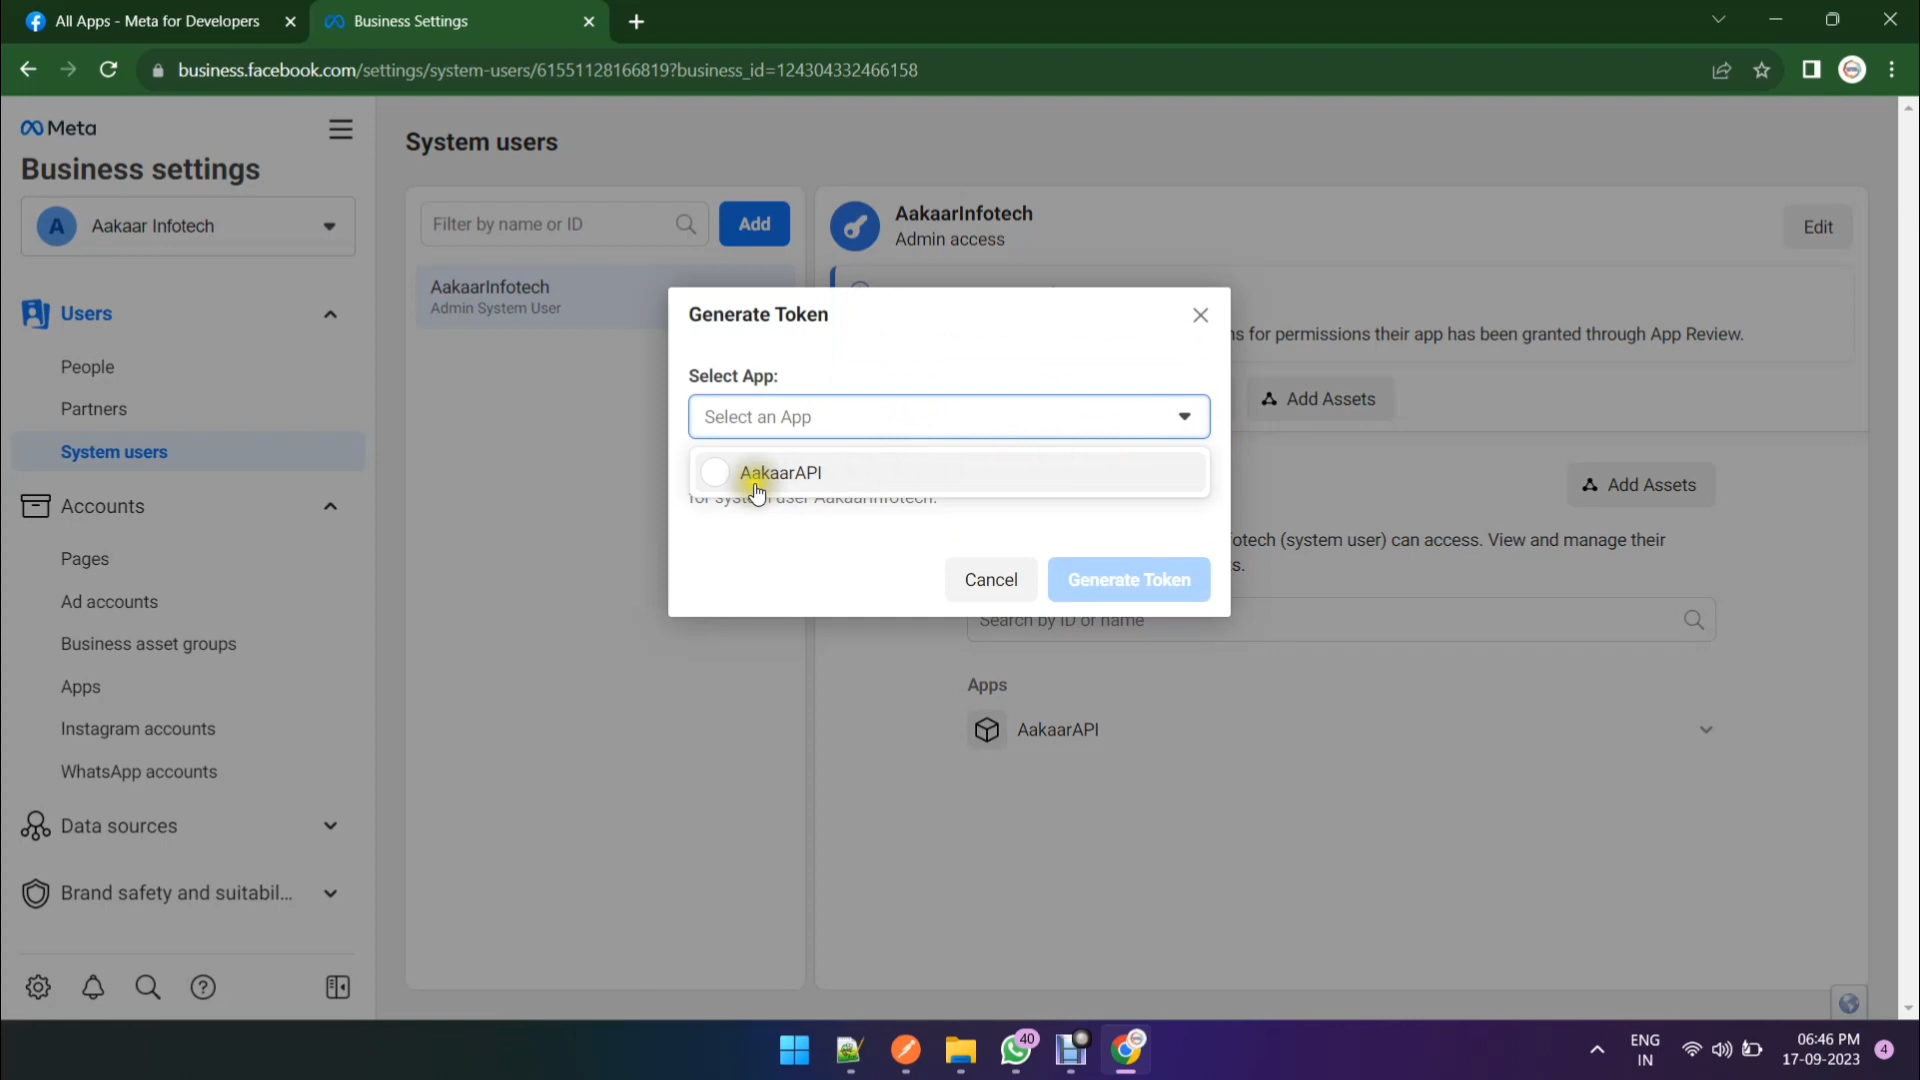 All Apps - Meta for Developers
Business Settings
business.facebook.com/settings/system-users/61551128166819?business_id=124304332466158
Meta
Business settings
A
Aakaar Infotech
Users
People
Partners
System users
Accounts
Pages
Ad accounts
Business asset groups
Apps
Instagram accounts
WhatsApp accounts
Data sources
Brand safety and suitabil...
System users
Filter by name or ID
Add
AakaarInfotech
Admin System User
AakaarInfotech
Admin access
Edit
ns for permissions their app has been granted through App Review.
Add Assets
Add Assets
otech (system user) can access. View and manage their
s.
Search by ID or name
Apps
AakaarAPI
Generate Token
Select App:
Select an App
AakaarAPI
for system user AakaarInfotech.
Cancel
Generate Token
40
ENG
IN
06:46 PM
17-09-2023
4